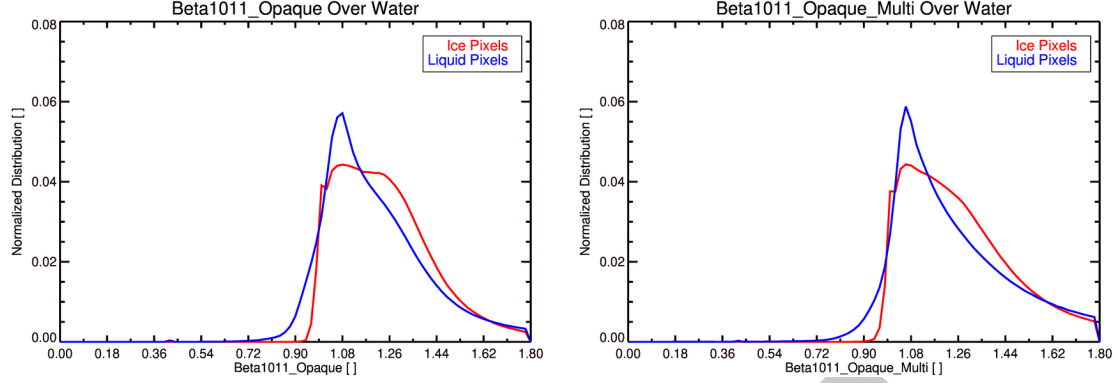 Beta1011_Opaque Over Water
0.08
0.06
0.04
0.02
0.00
Normalized Distribution [ ]
Ice Pixels
Liquid Pixels
0.00 0.18 0.36 0.54 0.72 0.90 1.08 1.26 1.44 1.62 1.80
Beta1011_Opaque [ ]
Beta1011_Opaque_Multi Over Water
0.08
0.06
0.04
0.02
0.00
Normalized Distribution [ ]
Ice Pixels
Liquid Pixels
0.00 0.18 0.36 0.54 0.72 0.90 1.08 1.26 1.44 1.62 1.80
Beta1011_Opaque_Multi [ ]